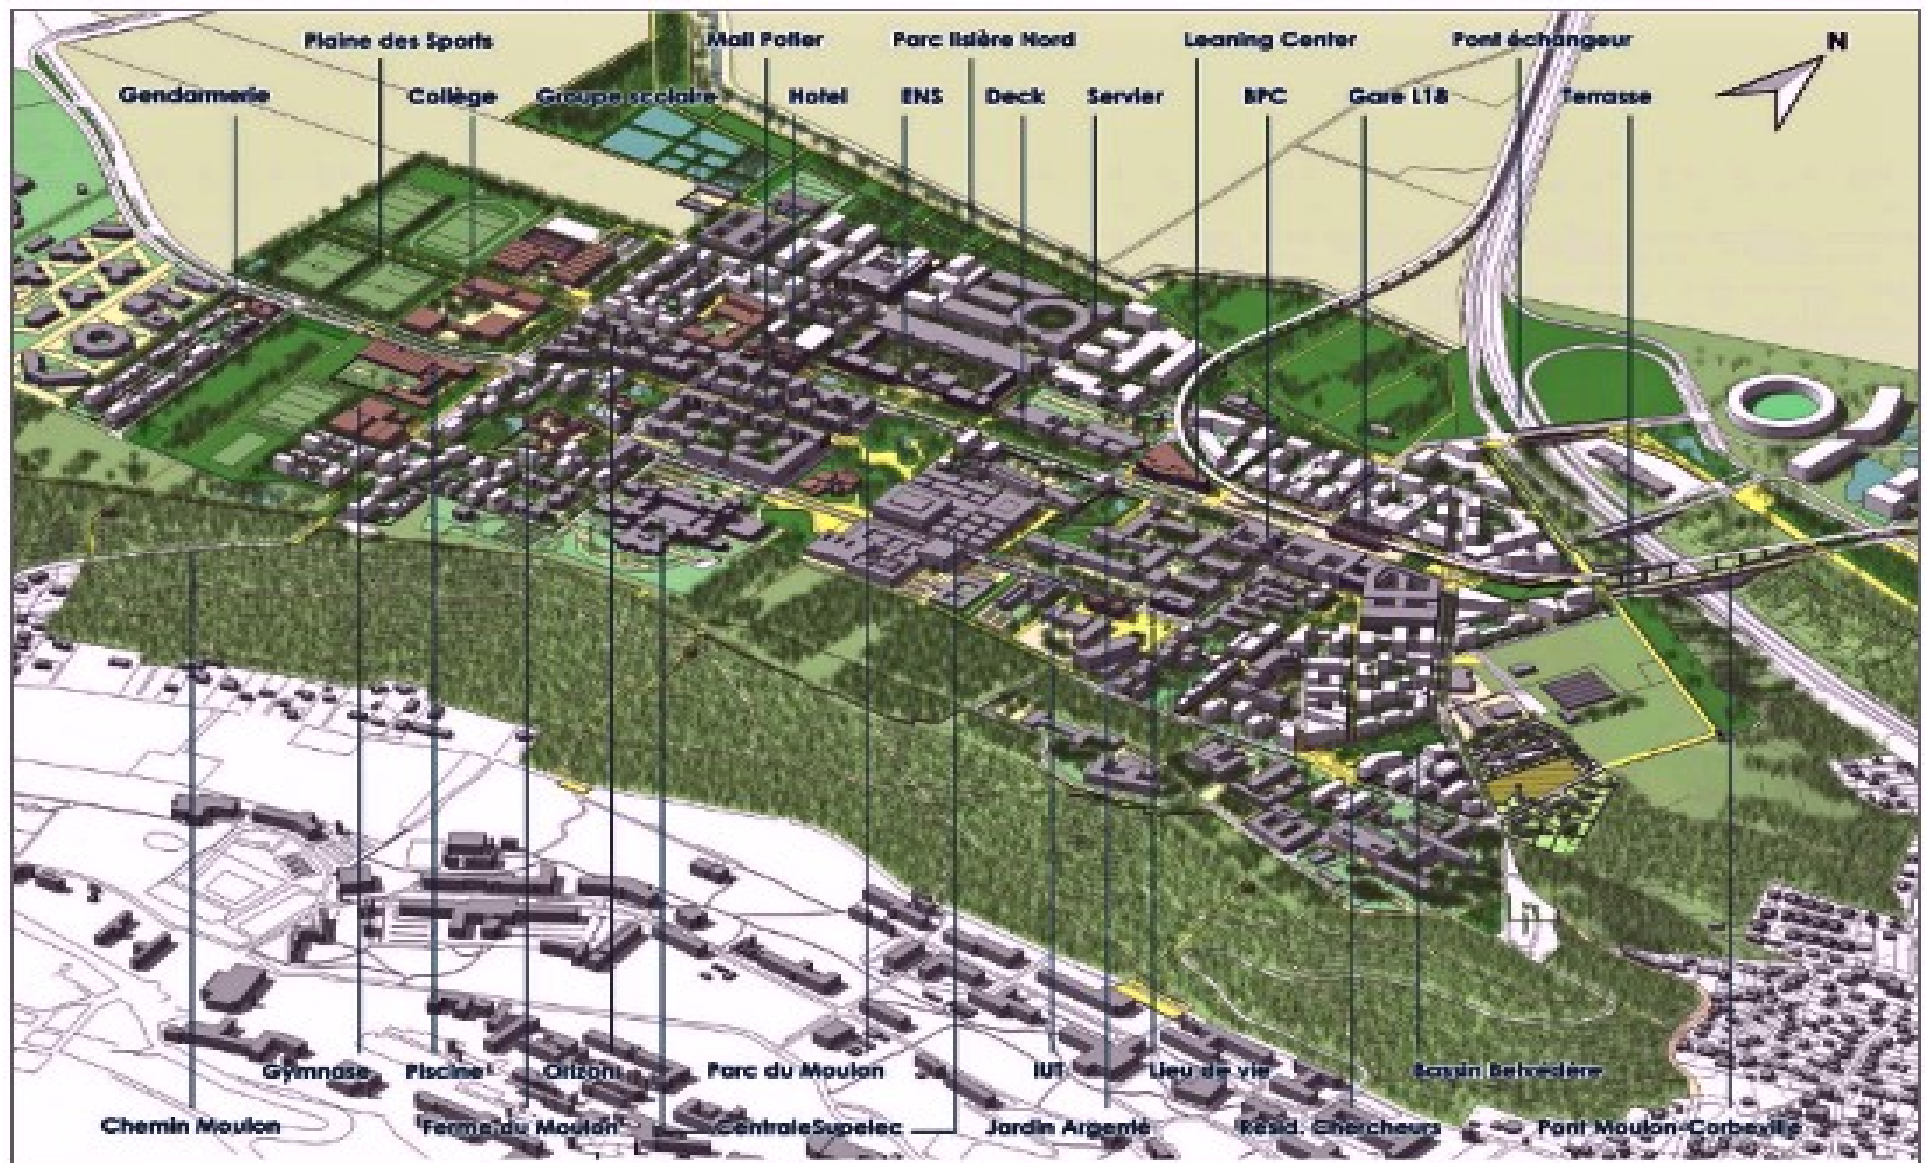 Plaine des Sports Mail Potier Parc lisière Nord Leaning Center Pont échangeur N
Gendarmerie Collège Groupe scolaire Hotel ENS Deck Servier BPC Gare L18 Terrasse
Gymnase Piscine Orizon Parc du Moulon IUT Lieu de vie Bassin Belvédère
Chemin Moulon Ferme du Moulon CentraleSupelec Jardin Argenté Résid. Chercheurs Pont Moulon-Corbeville